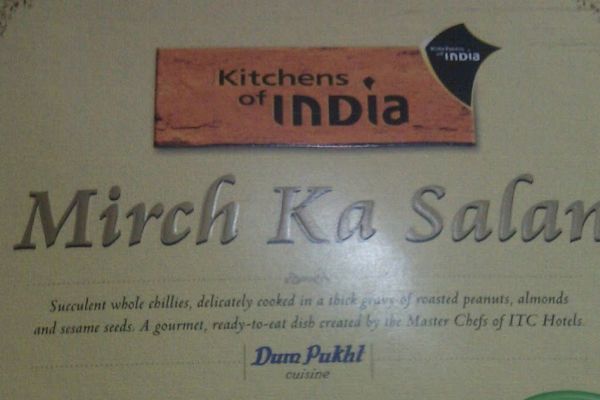 Kitchens
of INDIA
Kitchens
of INDIA
Mirch Ka Salan
Succulent whole chillies, delicately cooked in a thick gravy of roasted peanuts, almonds
and sesame seeds. A gourmet, ready-to-eat dish created by the Master Chefs of ITC Hotels.
Dum Pukht
cuisine